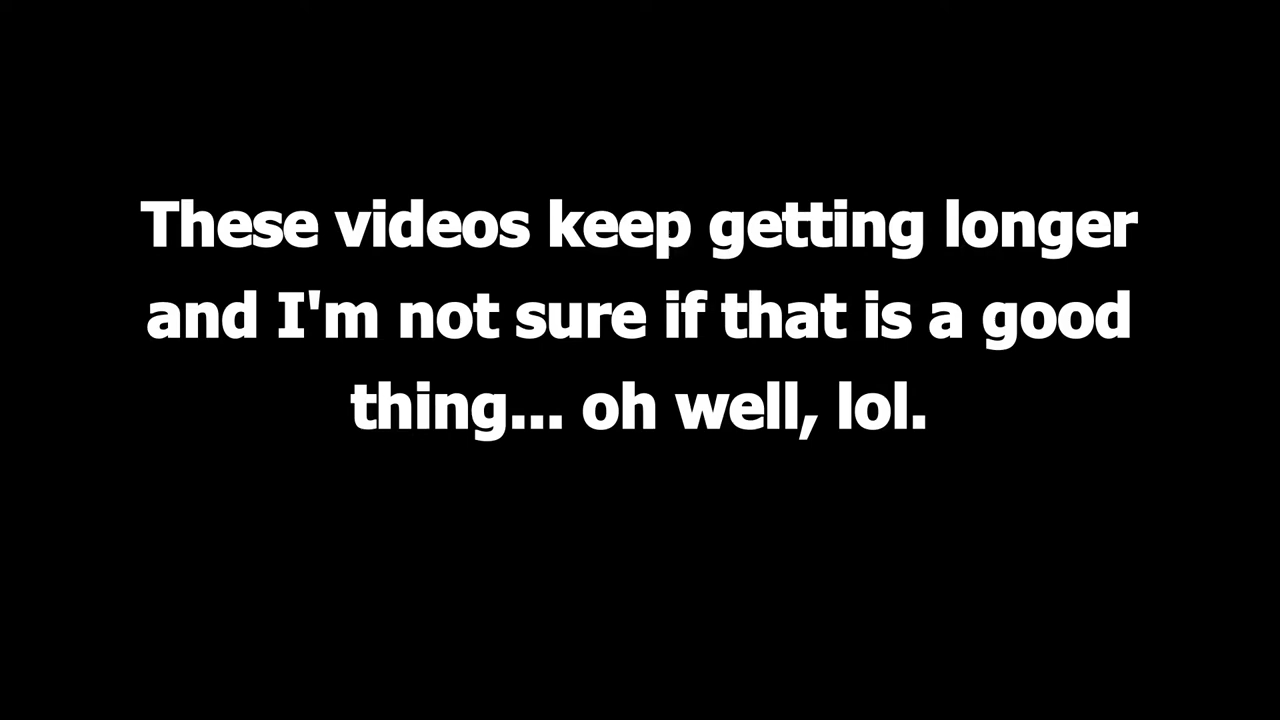 These videos keep getting longer
and I'm not sure if that is a good
thing... oh well, lol.